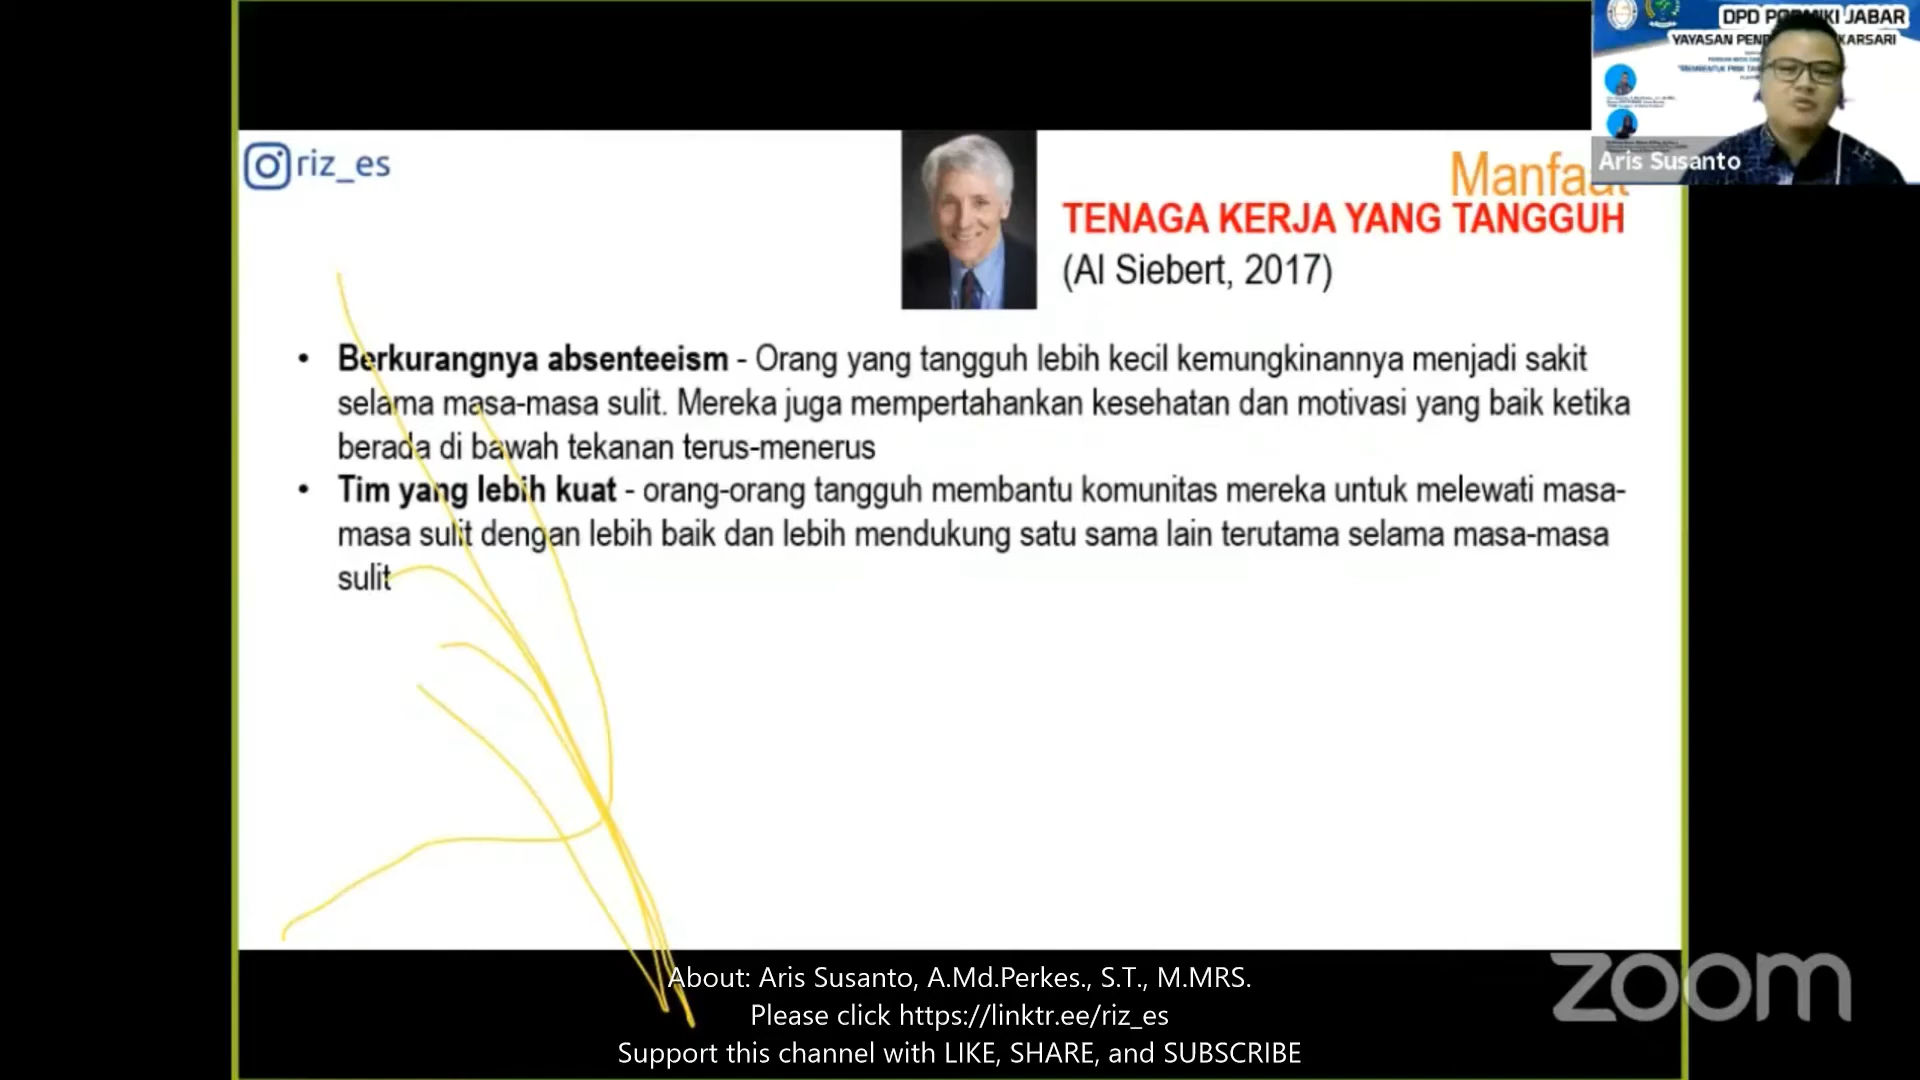 DPD PORMIKI JABAR
YAYASAN PEND KARSARI
Aris Susanto
riz_es
Manfaat
TENAGA KERJA YANG TANGGUH
(Al Siebert, 2017)
• Berkurangnya absenteeism - Orang yang tangguh lebih kecil kemungkinannya menjadi sakit
selama masa-masa sulit. Mereka juga mempertahankan kesehatan dan motivasi yang baik ketika
berada di bawah tekanan terus-menerus
• Tim yang lebih kuat - orang-orang tangguh membantu komunitas mereka untuk melewati masa-
masa sulit dengan lebih baik dan lebih mendukung satu sama lain terutama selama masa-masa
sulit
zoom
About: Aris Susanto, A.Md.Perkes., S.T., M.MRS.
Please click https://linktr.ee/riz_es
Support this channel with LIKE, SHARE, and SUBSCRIBE